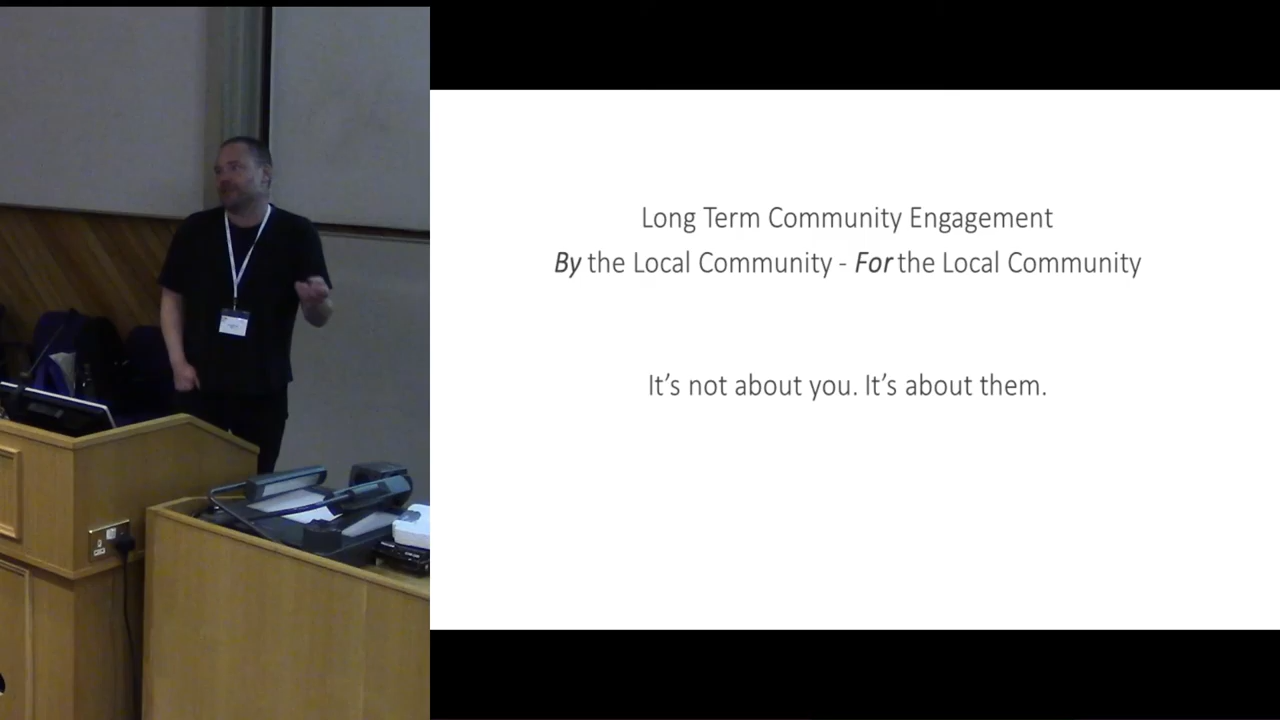 Long Term Community Engagement
By the Local Community - For the Local Community
It's not about you. It's about them.